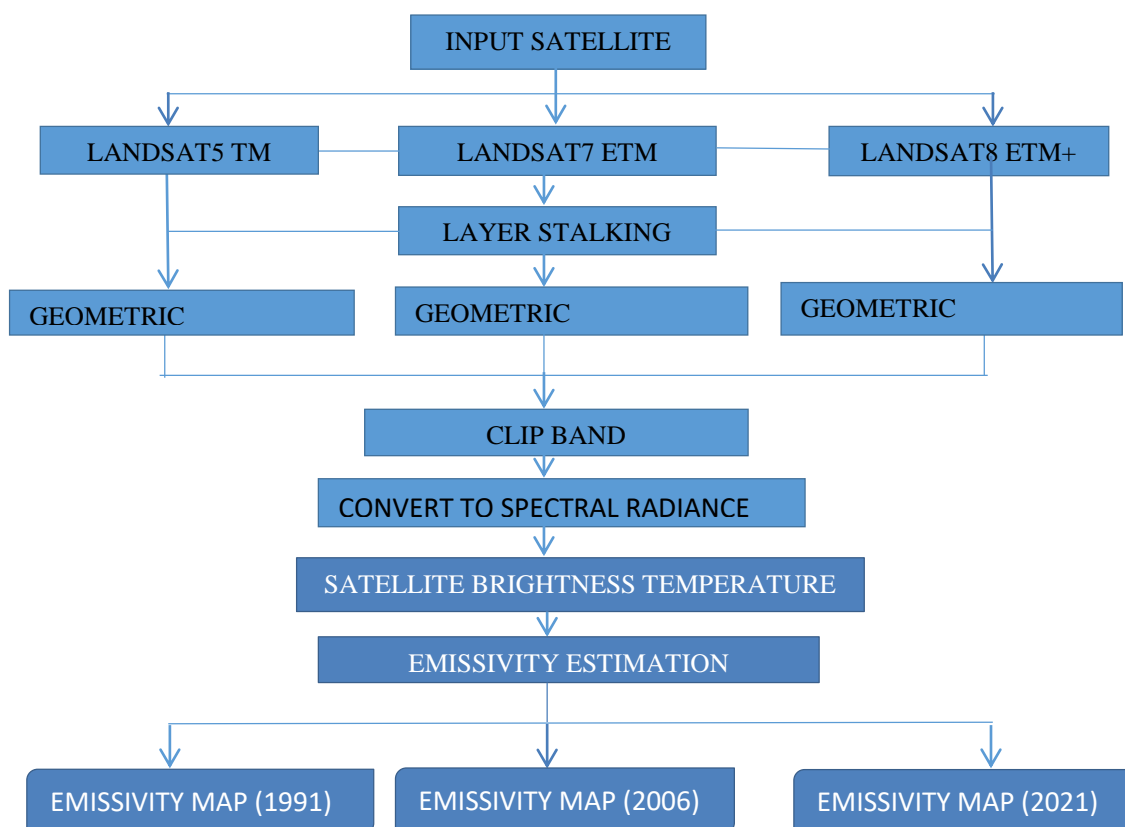 INPUT SATELLITE
LANDSAT5 TM
LANDSAT7 ETM
LANDSAT8 ETM+
LAYER STALKING
GEOMETRIC
GEOMETRIC
GEOMETRIC
CLIP BAND
CONVERT TO SPECTRAL RADIANCE
SATELLITE BRIGHTNESS TEMPERATURE
EMISSIVITY ESTIMATION
EMISSIVITY MAP (1991)
EMISSIVITY MAP (2006)
EMISSIVITY MAP (2021)